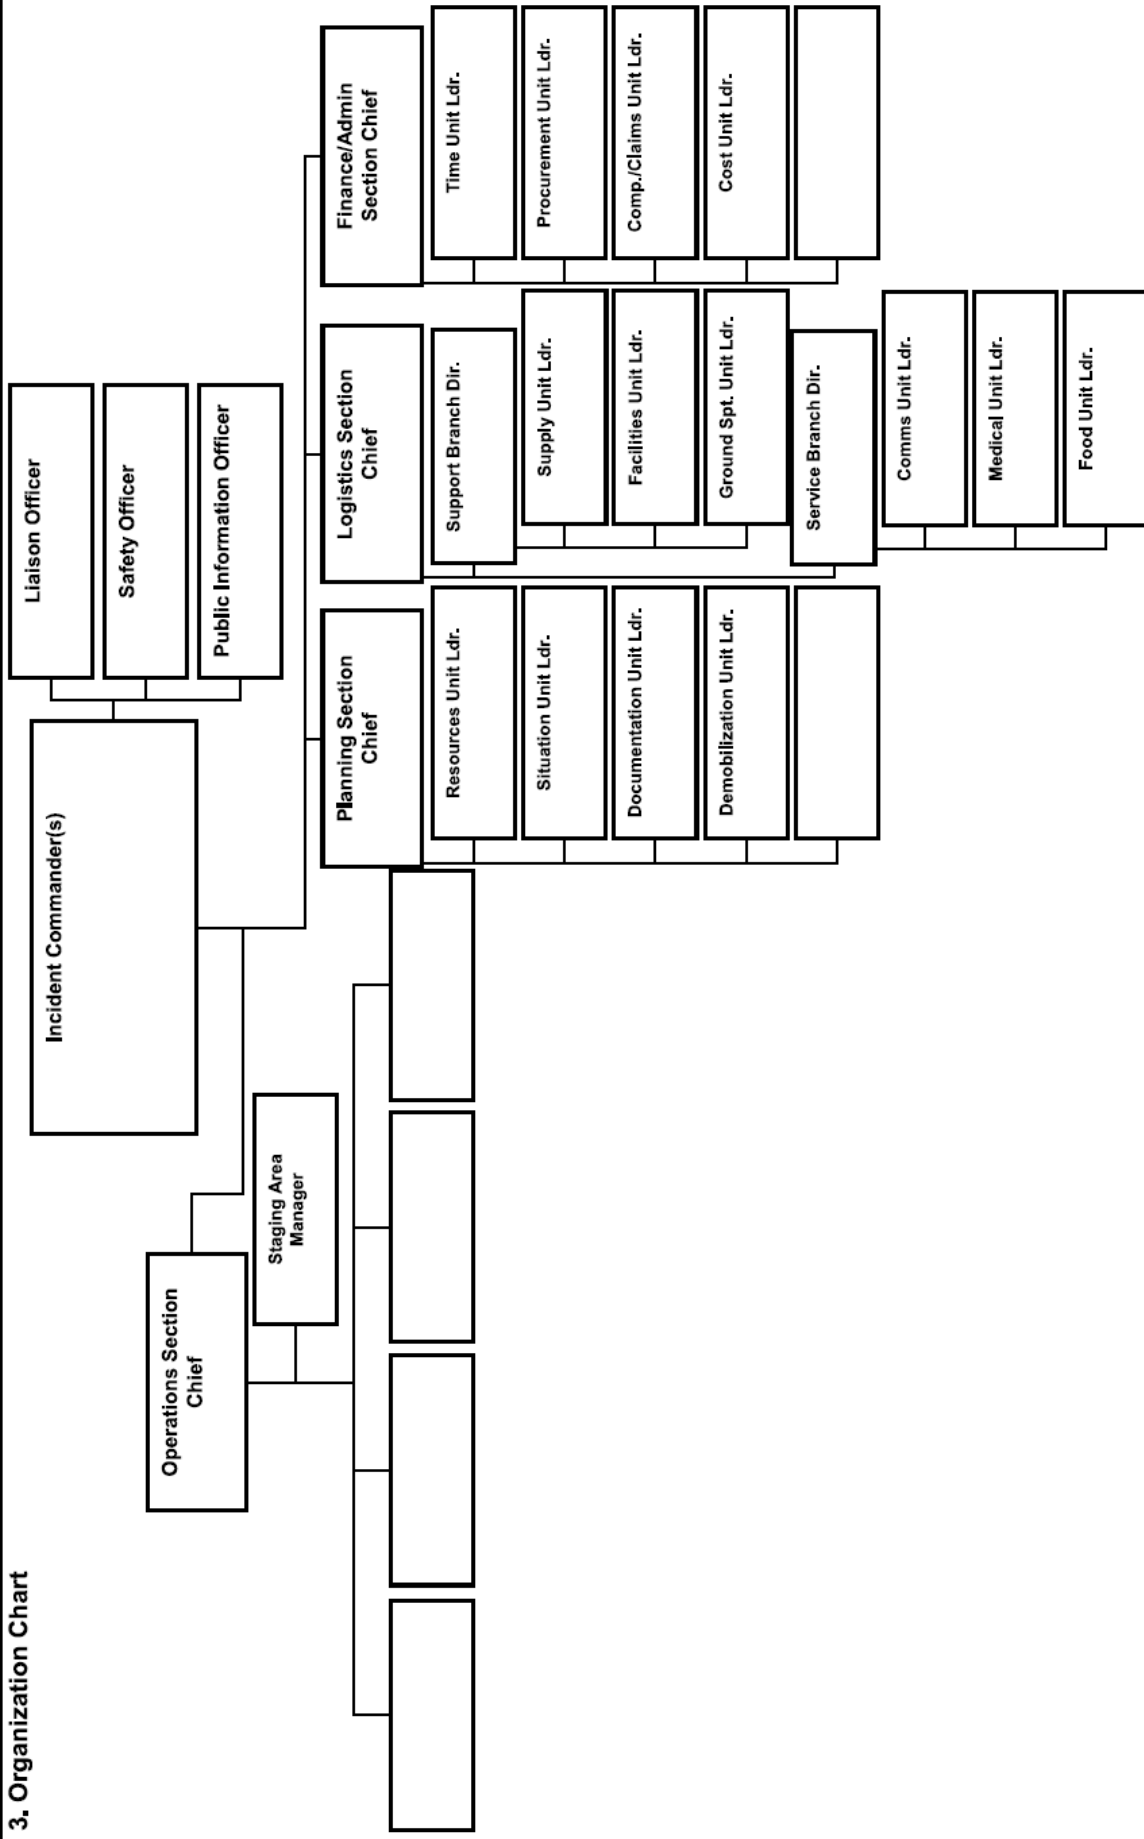 3. Organization Chart
Incident Commander(s)
Liaison Officer
Safety Officer
Public Information Officer
Operations Section
Chief
Staging Area
Manager
Planning Section
Chief
Resources Unit Ldr.
Situation Unit Ldr.
Documentation Unit Ldr.
Demobilization Unit Ldr.
Logistics Section
Chief
Support Branch Dir.
Supply Unit Ldr.
Facilities Unit Ldr.
Ground Spt. Unit Ldr.
Service Branch Dir.
Comms Unit Ldr.
Medical Unit Ldr.
Food Unit Ldr.
Finance/Admin
Section Chief
Time Unit Ldr.
Procurement Unit Ldr.
Comp./Claims Unit Ldr.
Cost Unit Ldr.